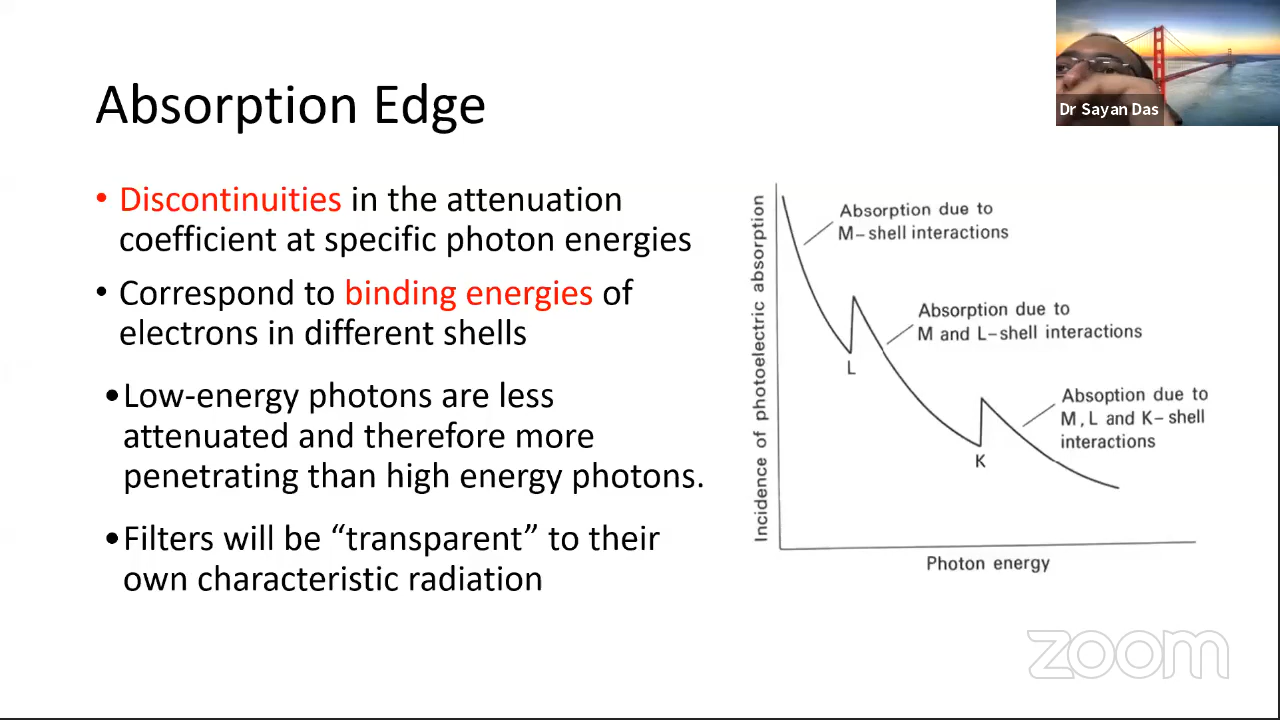 Dr Sayan Das
Absorption Edge
• Discontinuities in the attenuation
coefficient at specific photon energies
• Correspond to binding energies of
electrons in different shells
•Low-energy photons are less
attenuated and therefore more
penetrating than high energy photons.
•Filters will be “transparent” to their
own characteristic radiation
Incidence of photoelectric absorption
Absorption due to
M-shell interactions
Absorption due to
M and L-shell interactions
L
Absoption due to
M, L and K-shell
interactions
K
Photon energy
zoom